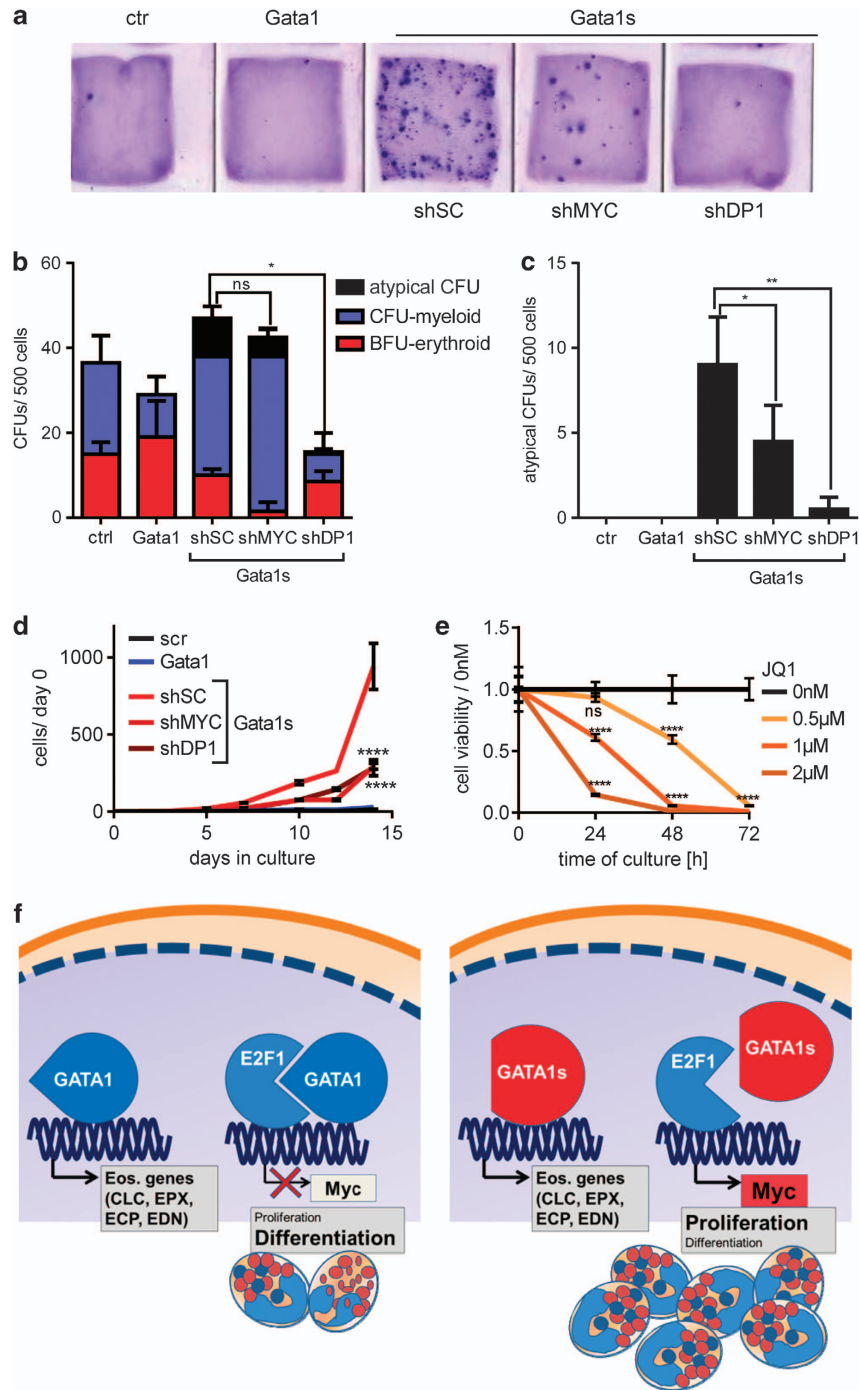 a
ctr Gata1 Gata1s
shSC shMYC shDP1
b
60
40
20
0
CFUs/ 500 cells
*
ns
atypical CFU
CFU-myeloid
BFU-erythroid
ctrl Gata1 shSC shMYC shDP1
Gata1s
c
15
10
5
0
atypical CFUs/ 500 cells
**
*
ctr Gata1 shSC shMYC shDP1
Gata1s
d
1000
500
0
cells/ day 0
scr
Gata1
shSC
shMYC
shDP1
Gata1s
****
****
0 5 10 15
days in culture
e
1.5
1.0
0.5
0.0
cell viability / 0nM
ns
****
****
****
****
****
JQ1
0nM
0.5µM
1µM
2µM
0 24 48 72
time of culture [h]
f
GATA1
Eos. genes
(CLC, EPX,
ECP, EDN)
E2F1
GATA1
Myc
Proliferation
Differentiation
GATA1s
Eos. genes
(CLC, EPX,
ECP, EDN)
E2F1
GATA1s
Myc
Proliferation
Differentiation